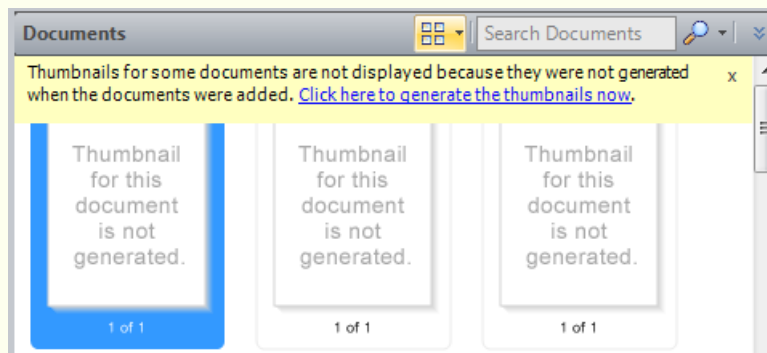 Documents
Search Documents
Thumbnails for some documents are not displayed because they were not generated
when the documents were added. Click here to generate the thumbnails now.
x
Thumbnail
for this
document
is not
generated.
1 of 1
Thumbnail
for this
document
is not
generated.
1 of 1
Thumbnail
for this
document
is not
generated.
1 of 1